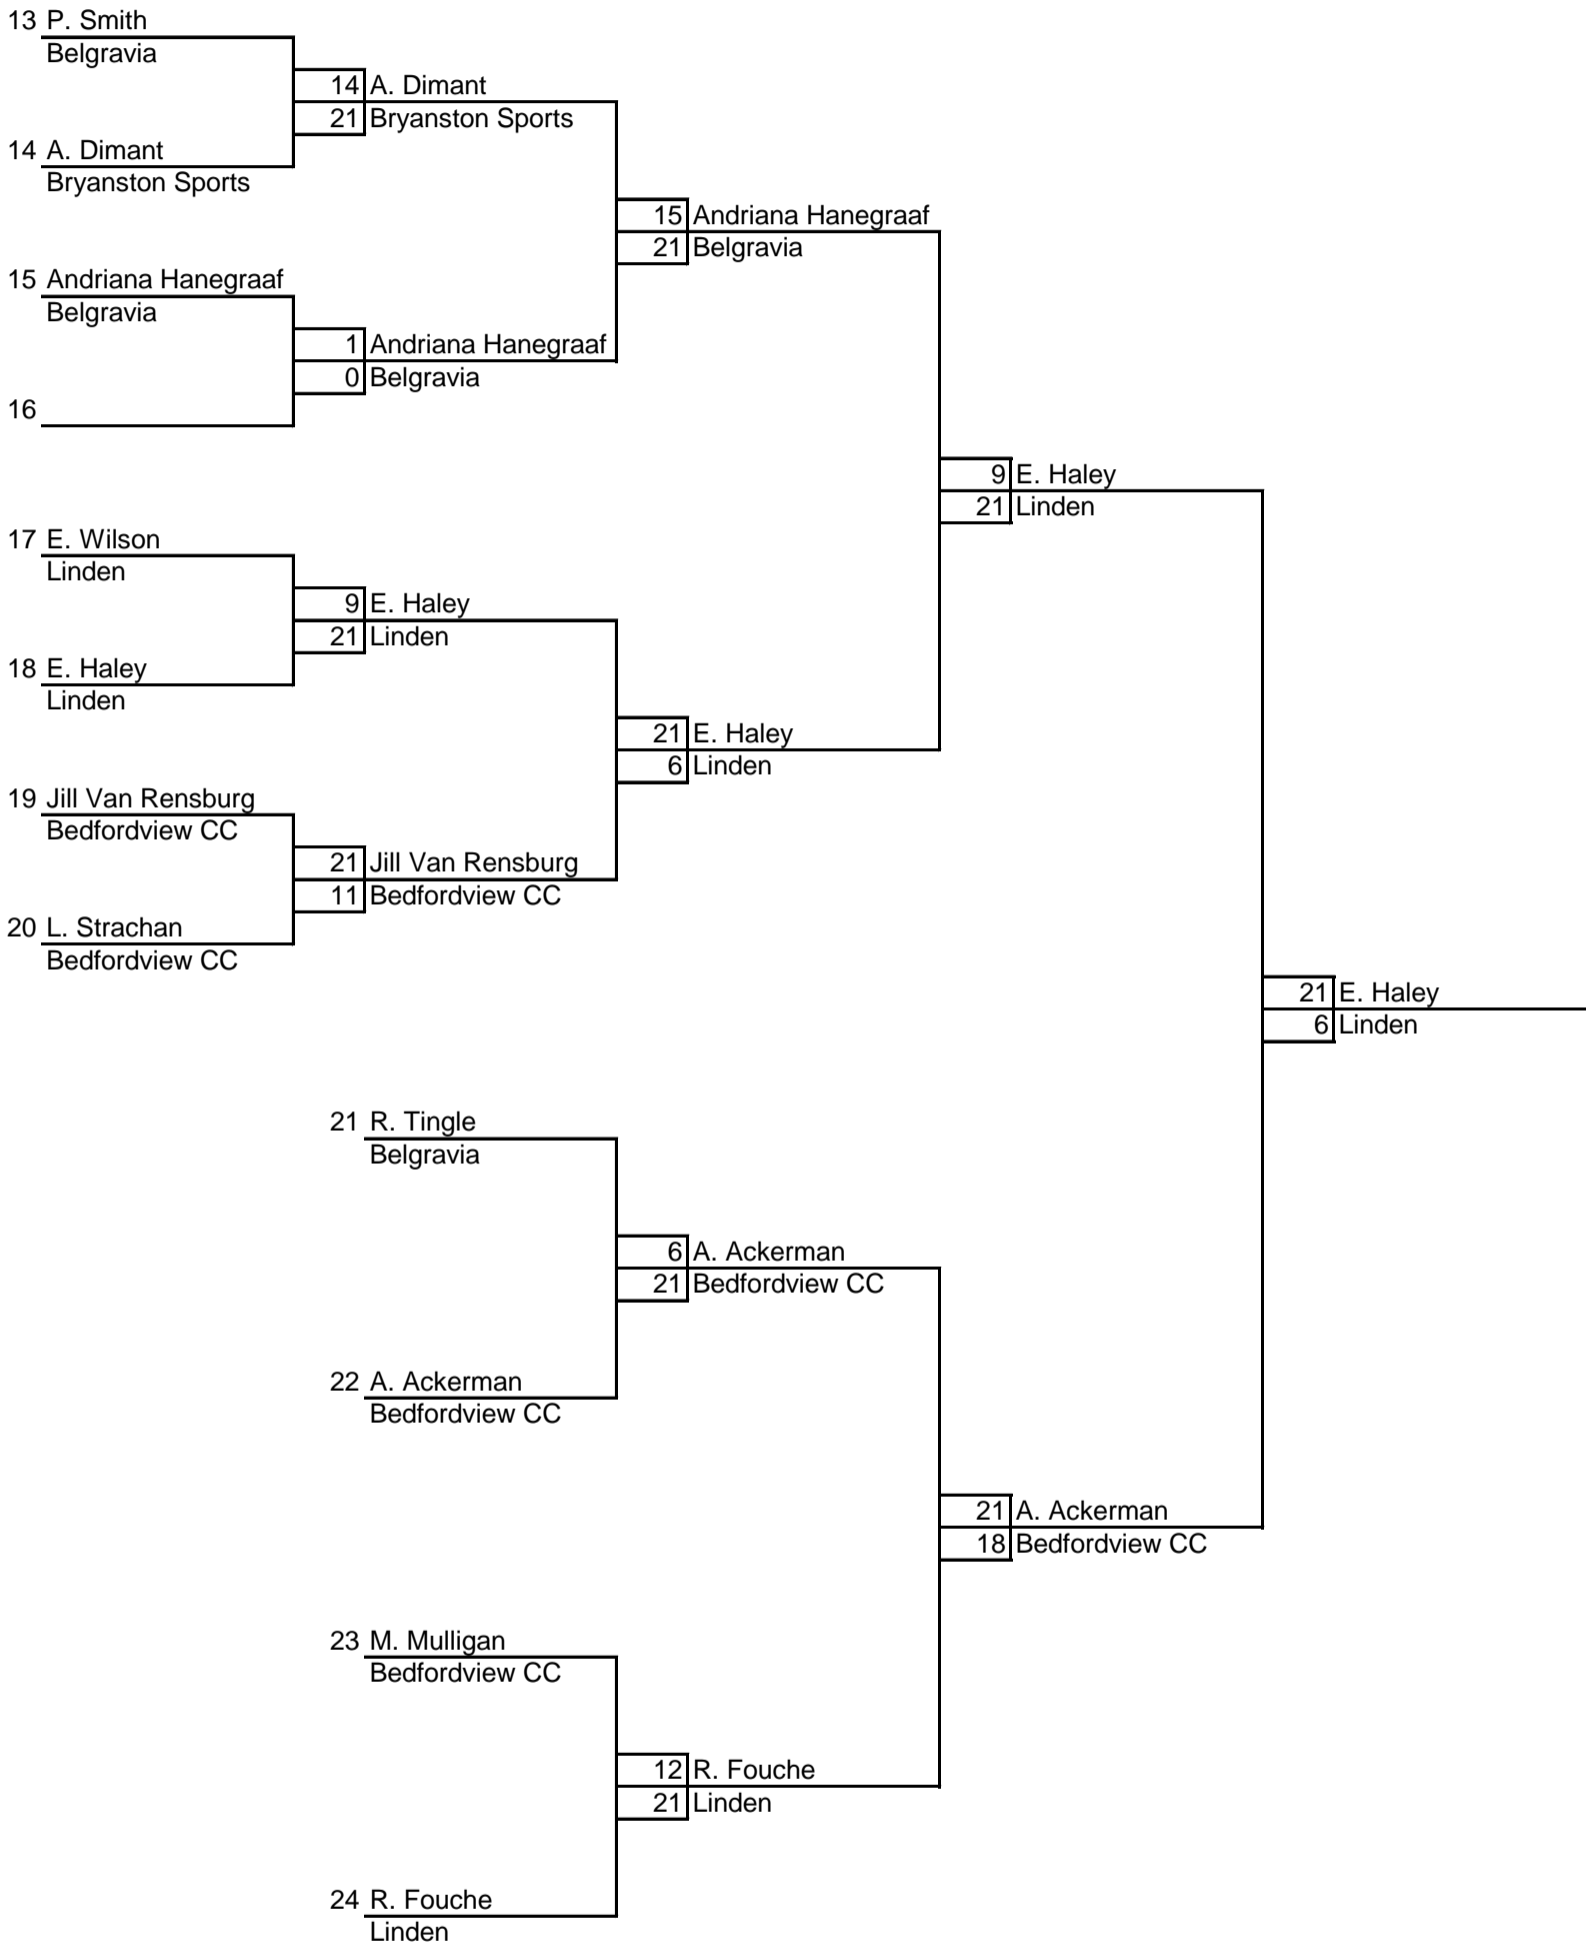 13 P. Smith
Belgravia
14 A. Dimant
21 Bryanston Sports
14 A. Dimant
Bryanston Sports
15 Andriana Hanegraaf
21 Belgravia
15 Andriana Hanegraaf
Belgravia
1 Andriana Hanegraaf
0 Belgravia
16
9 E. Haley
21 Linden
17 E. Wilson
Linden
9 E. Haley
21 Linden
18 E. Haley
Linden
21 E. Haley
6 Linden
19 Jill Van Rensburg
Bedfordview CC
21 Jill Van Rensburg
11 Bedfordview CC
20 L. Strachan
Bedfordview CC
21 E. Haley
6 Linden
21 R. Tingle
Belgravia
6 A. Ackerman
21 Bedfordview CC
22 A. Ackerman
Bedfordview CC
21 A. Ackerman
18 Bedfordview CC
23 M. Mulligan
Bedfordview CC
12 R. Fouche
21 Linden
24 R. Fouche
Linden